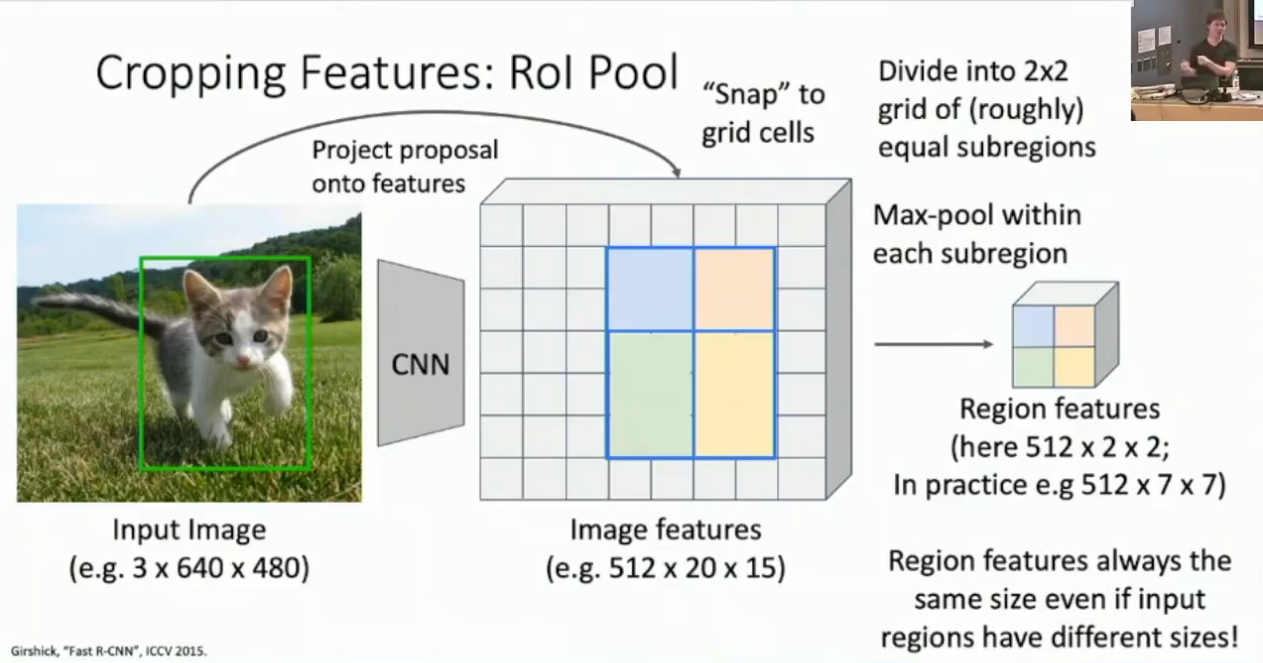 Cropping Features: RoI Pool
"Snap" to
grid cells
Divide into 2x2
grid of (roughly)
equal subregions
Project proposal
onto features
Max-pool within
each subregion
CNN
Region features
(here 512 x 2 x 2;
In practice e.g 512 x 7 x 7)
Input Image
(e.g. 3 x 640 x 480)
Image features
(e.g. 512 x 20 x 15)
Region features always the
same size even if input
regions have different sizes!
Girshick, "Fast R-CNN", ICCV 2015.